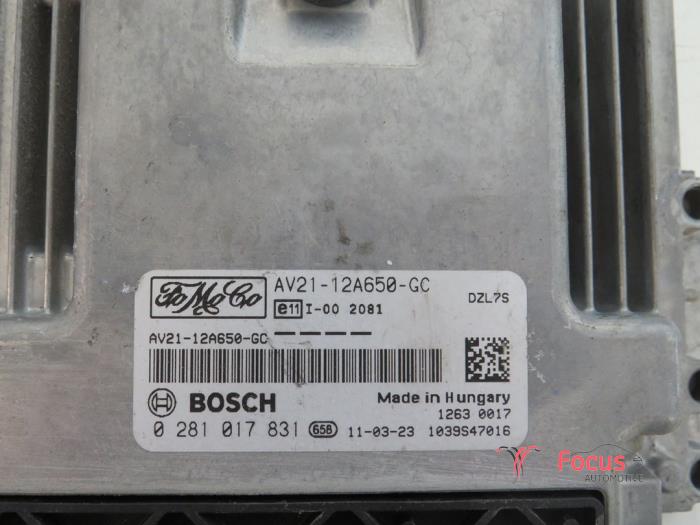 FoMoCo AV21-12A650-GC DZL7S
e11 I-00 2081
AV21-12A650-GC
BOSCH Made in Hungary
1263 0017
0 281 017 831 658 11-03-23 1039S47016
Focus
AUTOMOTIVE